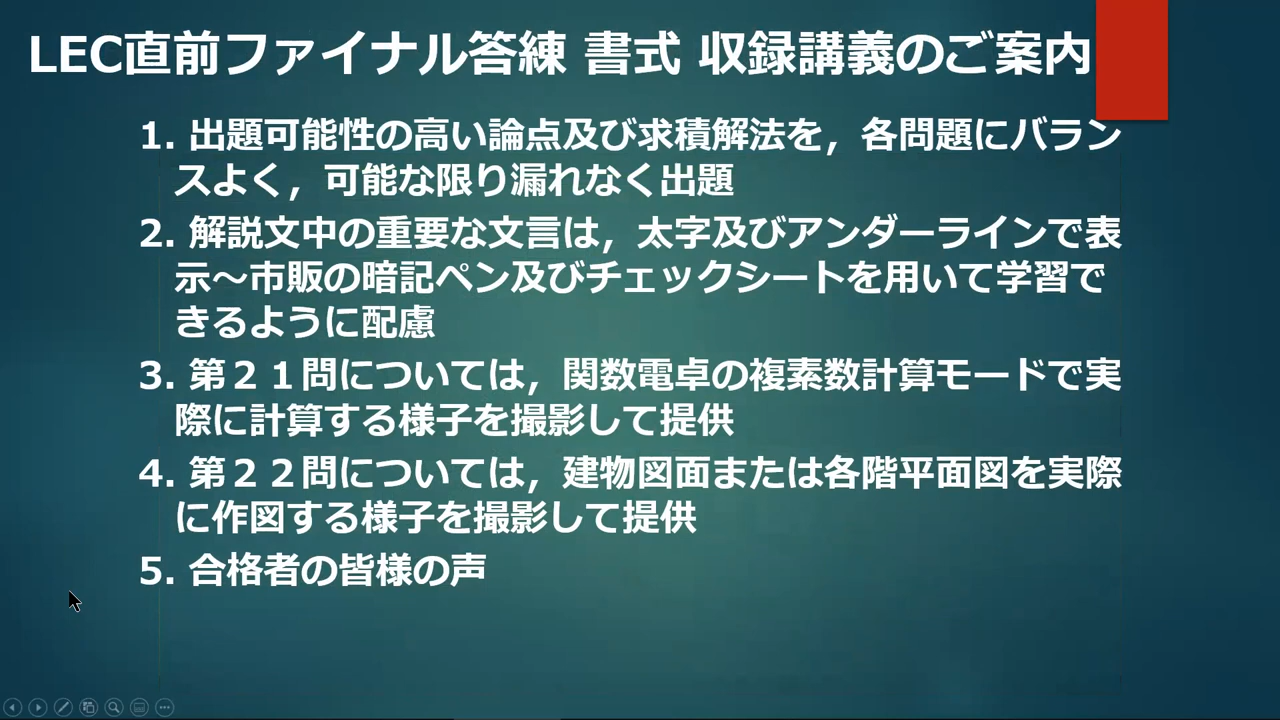 LEC直前ファイナル答練 書式 収録講義のご案内
1. 出題可能性の高い論点及び求積解法を，各問題にバラン
スよく，可能な限り漏れなく出題
2. 解説文中の重要な文言は，太字及びアンダーラインで表
示～市販の暗記ペン及びチェックシートを用いて学習で
きるように配慮
3. 第２１問については，関数電卓の複素数計算モードで実
際に計算する様子を撮影して提供
4. 第２２問については，建物図面または各階平面図を実際
に作図する様子を撮影して提供
5. 合格者の皆様の声